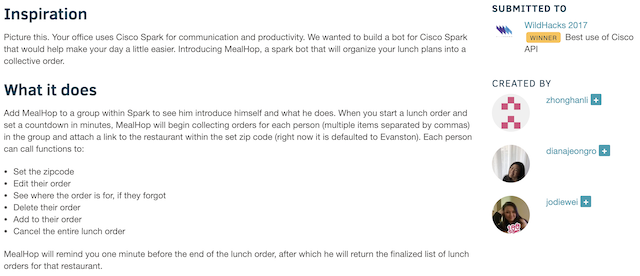 Inspiration
Picture this. Your office uses Cisco Spark for communication and productivity. We wanted to build a bot for Cisco Spark
that would help make your day a little easier. Introducing MealHop, a spark bot that will organize your lunch plans into a
collective order.
What it does
Add MealHop to a group within Spark to see him introduce himself and what he does. When you start a lunch order and
set a countdown in minutes, MealHop will begin collecting orders for each person (multiple items separated by commas)
in the group and attach a link to the restaurant within the set zip code (right now it is defaulted to Evanston). Each person
can call functions to:
• Set the zipcode
• Edit their order
• See where the order is for, if they forgot
• Delete their order
• Add to their order
• Cancel the entire lunch order
MealHop will remind you one minute before the end of the lunch order, after which he will return the finalized list of lunch
orders for that restaurant.
SUBMITTED TO
WildHacks 2017
WINNER Best use of Cisco
API
CREATED BY
zhonghanli +
dianajeongro +
jodiewei +